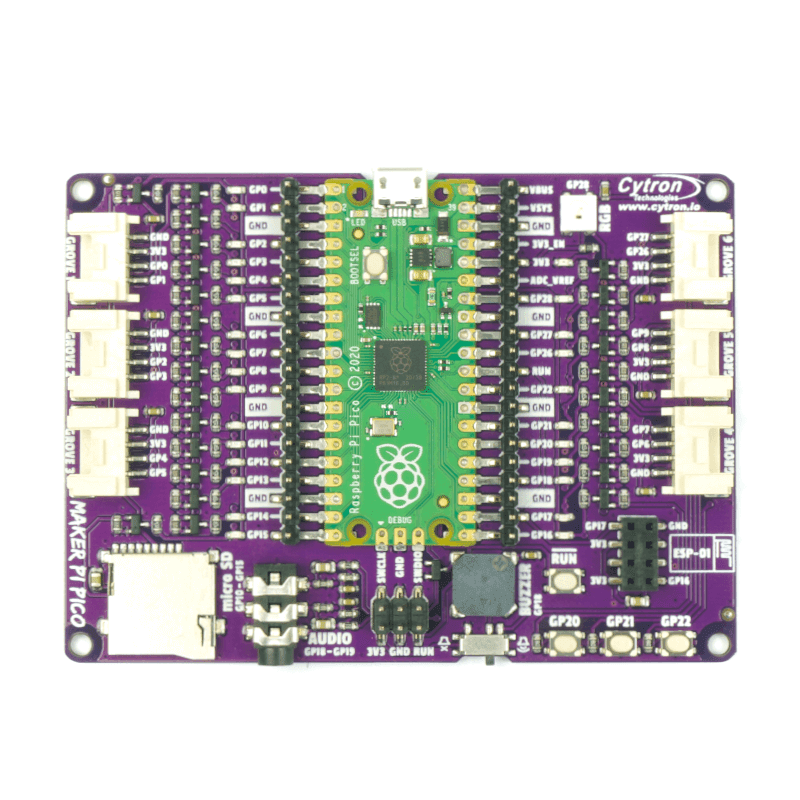 Cytron
Technologies
www.cytron.io
GP28
RGB
GP0
GP1
GND
GP2
GP3
GP4
GP5
GND
GP6
GP7
GP8
GP9
GND
GP10
GP11
GP12
GP13
GND
GP14
GP15
VBUS
VSYS
GND
3V3_EN
3V3
ADC_VREF
GP28
GND
GP27
GP26
RUN
GP22
GND
GP21
GP20
GP19
GP18
GND
GP17
GP16
1
2
39
LED
USB
BOOTSEL
Raspberry Pi Pico © 2020
DEBUG
SWCLK
GND
SWDIO
GROVE
GND
3V3
GP0
GP1
GROVE
GND
3V3
GP2
GP3
GROVE
GND
3V3
GP4
GP5
GROVE 6
GP27
GP26
3V3
GND
GROVE 5
GP9
GP8
3V3
GND
GROVE 4
GP7
GP6
3V3
GND
MAKER PI PICO
micro SD
GP10-GP15
AUDIO
GP18-GP19
3V3 GND RUN
BUZZER
GP18
RUN
GP20
GP21
GP22
GP17
GND
3V3
3V3
GP16
ESP-01